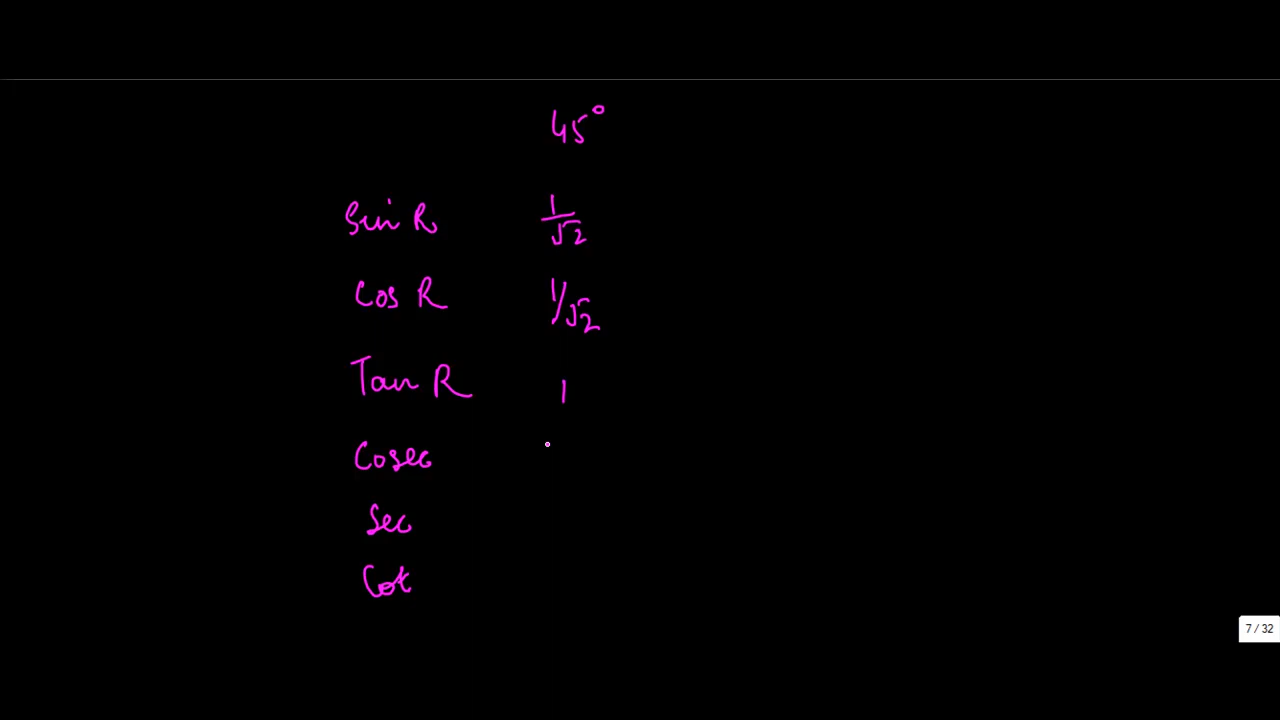 45°
Sin R 1/√2
Cos R 1/√2
Tan R 1
Cosec
Sec
Cot
7 / 32